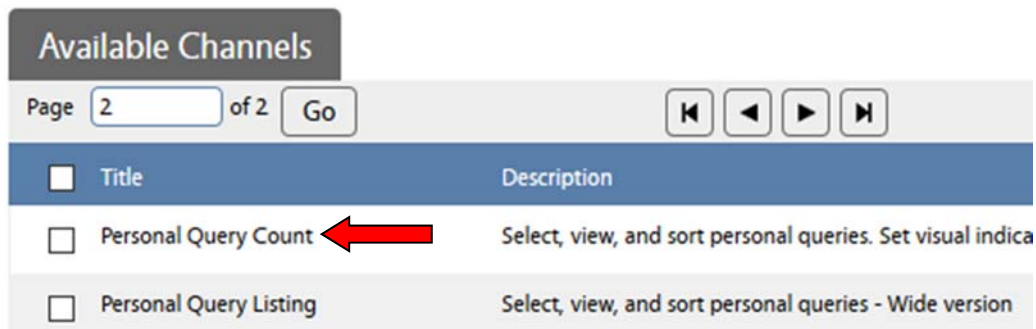 Available Channels
Page 2 of 2 Go
Title Description
Personal Query Count Select, view, and sort personal queries. Set visual
Personal Query Listing Select, view, and sort personal queries - Wide version